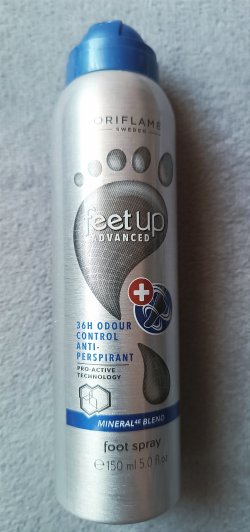 ORIFLAME
SWEDEN
feet up
ADVANCED
36H ODOUR
CONTROL
ANTI-
PERSPIRANT
PRO-ACTIVE
TECHNOLOGY
MINERAL4E BLEND
foot spray
e 150 ml 5.0 fl.oz